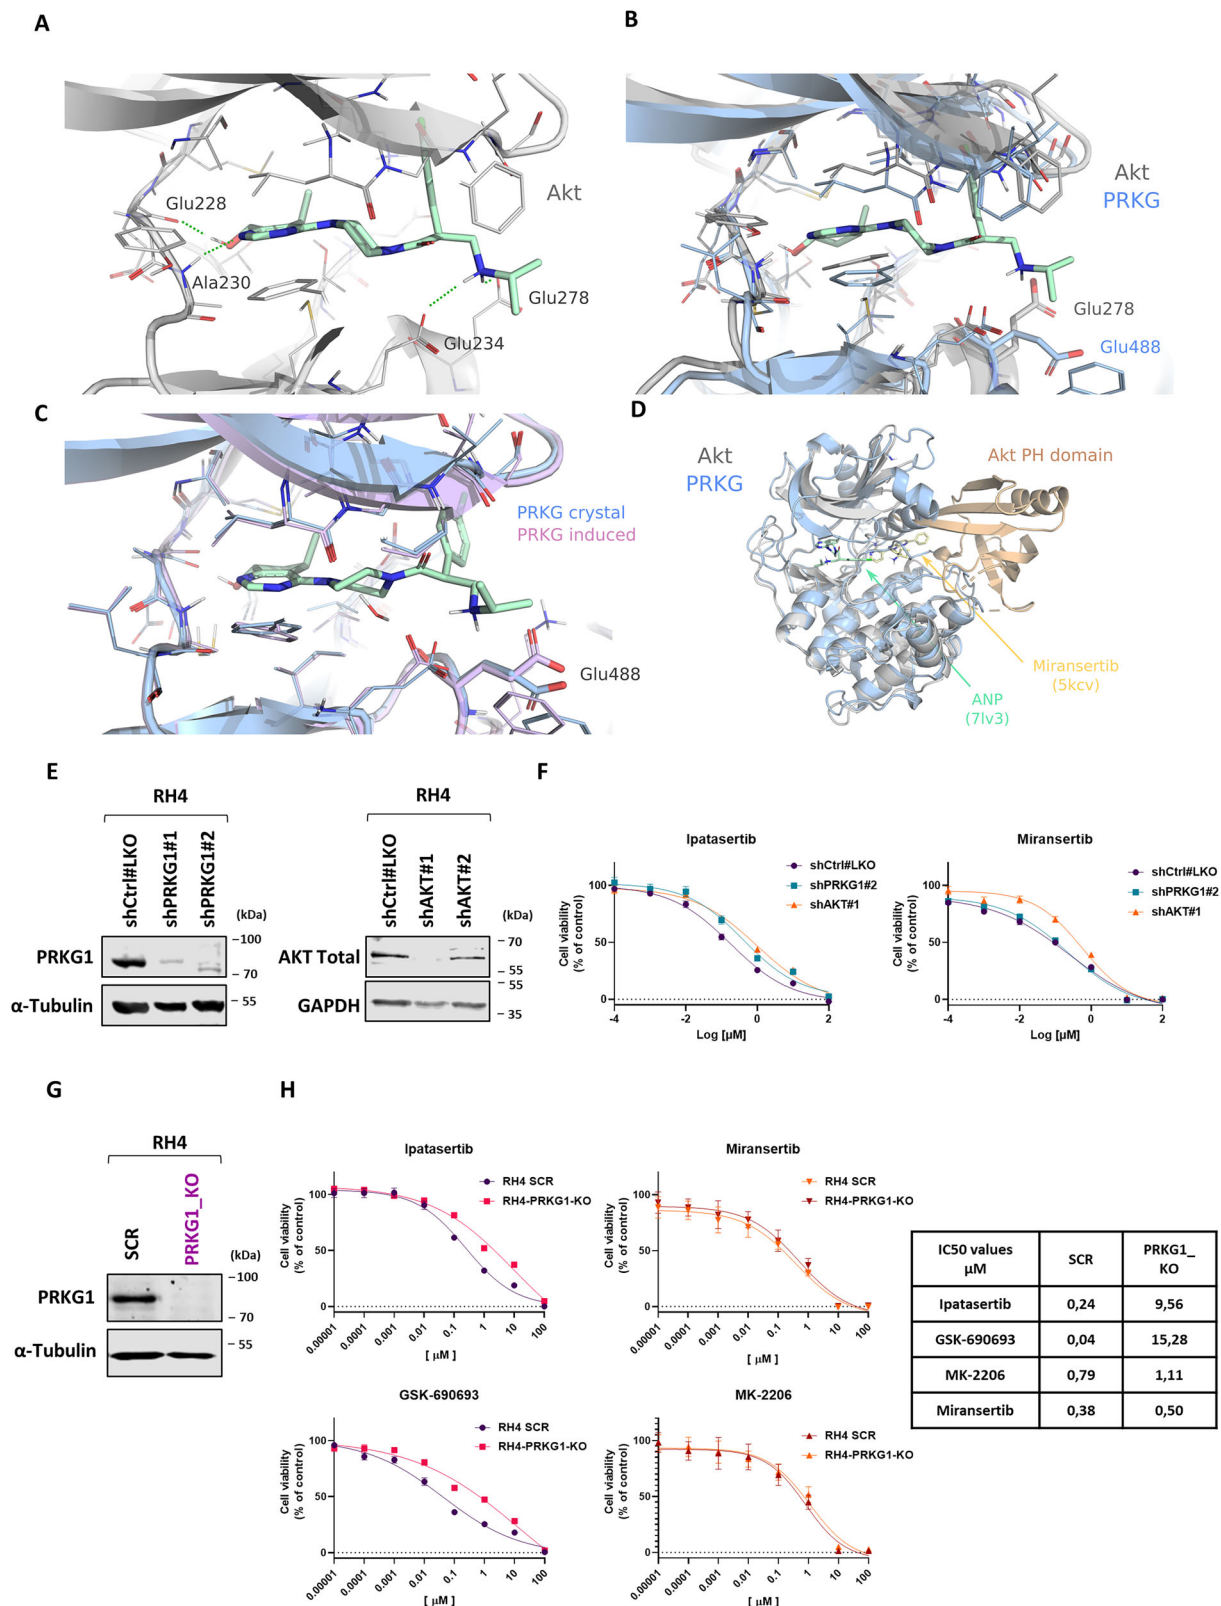 A
Glu228
Ala230
Akt
Glu278
Glu234
B
Akt
PRKG
Glu278
Glu488
C
PRKG crystal
PRKG induced
Glu488
D
Akt
PRKG
Akt PH domain
Miransertib
(5kcv)
ANP
(7lv3)
E
RH4
shCtrl#LKO
shPRKG1#1
shPRKG1#2
(kDa)
PRKG1
100
70
α-Tubulin
55
RH4
shCtrl#LKO
shAKT#1
shAKT#2
(kDa)
AKT Total
70
55
GAPDH
55
35
F
Ipatasertib
shCtrl#LKO
shPRKG1#2
shAKT#1
Cell viability
(% of control)
100
50
0
-4 -2 0 2
Log [μM]
Miransertib
shCtrl#LKO
shPRKG1#2
shAKT#1
Cell viability
(% of control)
100
50
0
-4 -2 0 2
Log [μM]
G
RH4
SCR
PRKG1_KO
(kDa)
PRKG1
100
70
α-Tubulin
55
H
Ipatasertib
RH4 SCR
RH4-PRKG1-KO
Cell viability
(% of control)
100
50
0
0.00001 0.0001 0.001 0.01 0.1 1 10 100
[ μM ]
Miransertib
RH4 SCR
RH4-PRKG1-KO
Cell viability
(% of control)
100
50
0
0.00001 0.0001 0.001 0.01 0.1 1 10 100
[ μM ]
GSK-690693
RH4 SCR
RH4-PRKG1-KO
Cell viability
(% of control)
100
50
0
0.00001 0.0001 0.001 0.01 0.1 1 10 100
[ μM ]
MK-2206
RH4 SCR
RH4-PRKG1-KO
Cell viability
(% of control)
100
50
0
0.00001 0.0001 0.001 0.01 0.1 1 10 100
[ μM ]
IC50 values
μM
SCR
PRKG1_
KO
Ipatasertib 0,24 9,56
GSK-690693 0,04 15,28
MK-2206 0,79 1,11
Miransertib 0,38 0,50